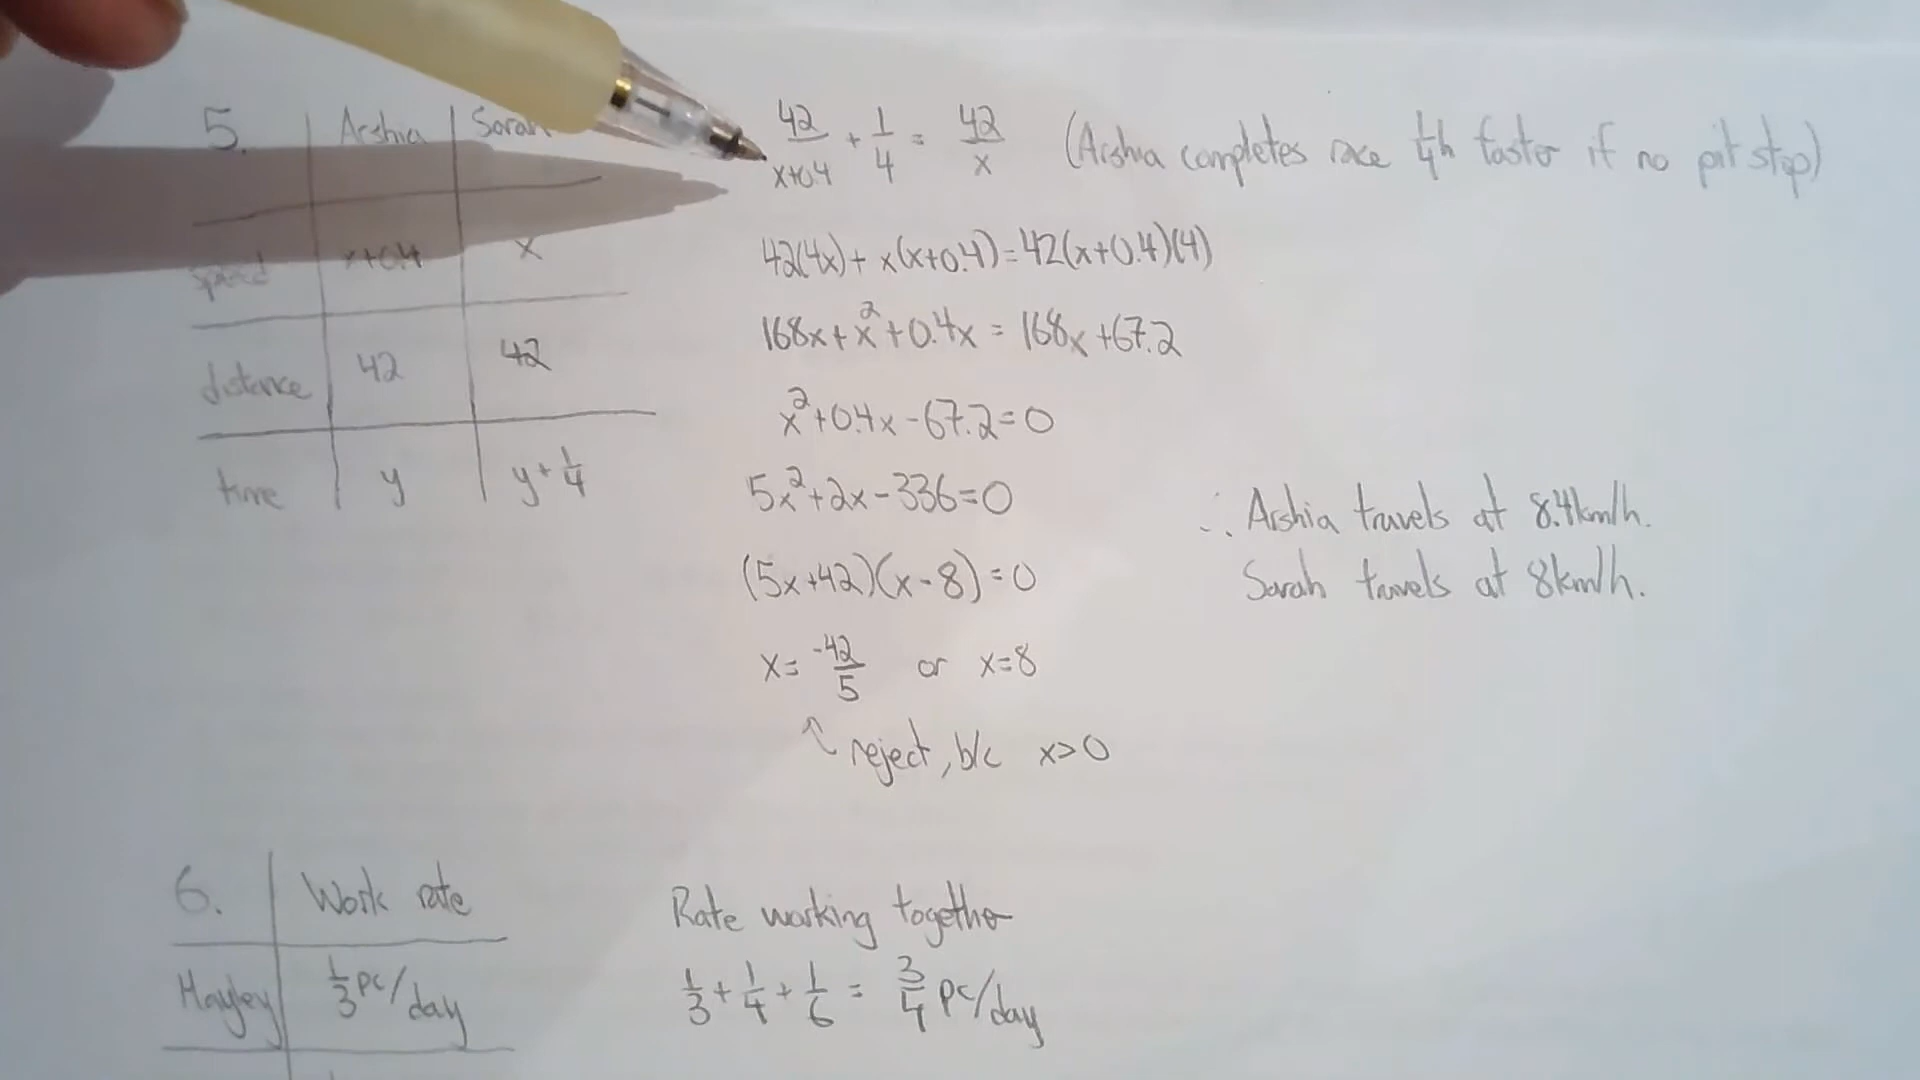 5. Arshia Sarah
speed x+0.4 x
distance 42 42
time y y+1/4
42/(x+0.4) + 1/4 = 42/x (Arshia completes race 1/4h faster if no pit stop)
42(4x)+x(x+0.4)=42(x+0.4)(4)
168x+x²+0.4x=168x+67.2
x²+0.4x-67.2=0
5x²+2x-336=0
(5x+42)(x-8)=0
x=-42/5 or x=8
↑ reject, b/c x>0
∴ Arshia travels at 8.4km/h.
Sarah travels at 8km/h.
6. Work rate
Hayley 1/3 pc/day
Rate working together
1/3+1/4+1/6=3/4 pc/day